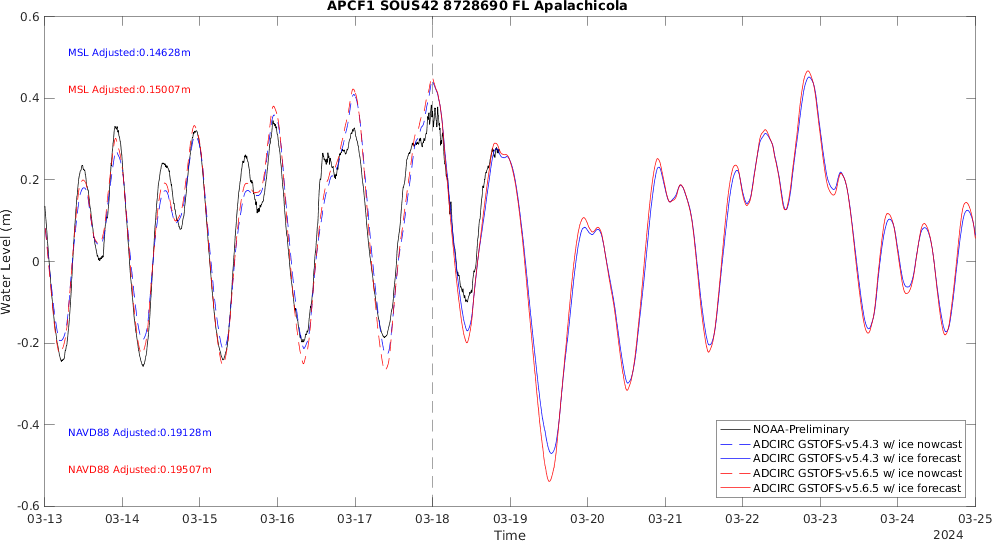 APCF1 SOUS42 8728690 FL Apalachicola
0.6
0.4
0.2
0
-0.2
-0.4
-0.6
Water Level (m)
MSL Adjusted:0.14628m
MSL Adjusted:0.15007m
NAVD88 Adjusted:0.19128m
NAVD88 Adjusted:0.19507m
NOAA-Preliminary
ADCIRC GSTOFS-v5.4.3 w/ ice nowcast
ADCIRC GSTOFS-v5.4.3 w/ ice forecast
ADCIRC GSTOFS-v5.6.5 w/ ice nowcast
ADCIRC GSTOFS-v5.6.5 w/ ice forecast
03-13 03-14 03-15 03-16 03-17 03-18 03-19 03-20 03-21 03-22 03-23 03-24 03-25
Time
2024